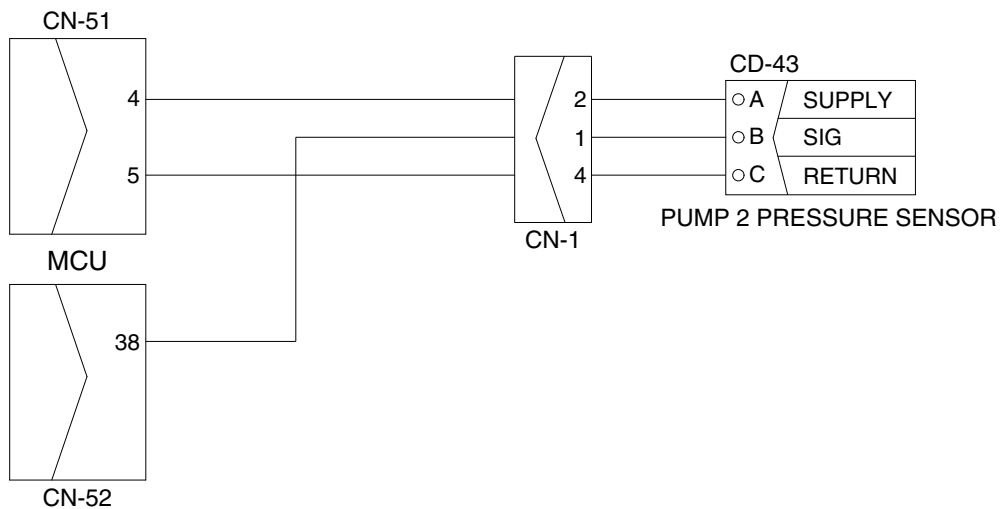 CN-51
4
5
MCU
38
CN-52
2
1
4
CN-1
CD-43
A SUPPLY
B SIG
C RETURN
PUMP 2 PRESSURE SENSOR